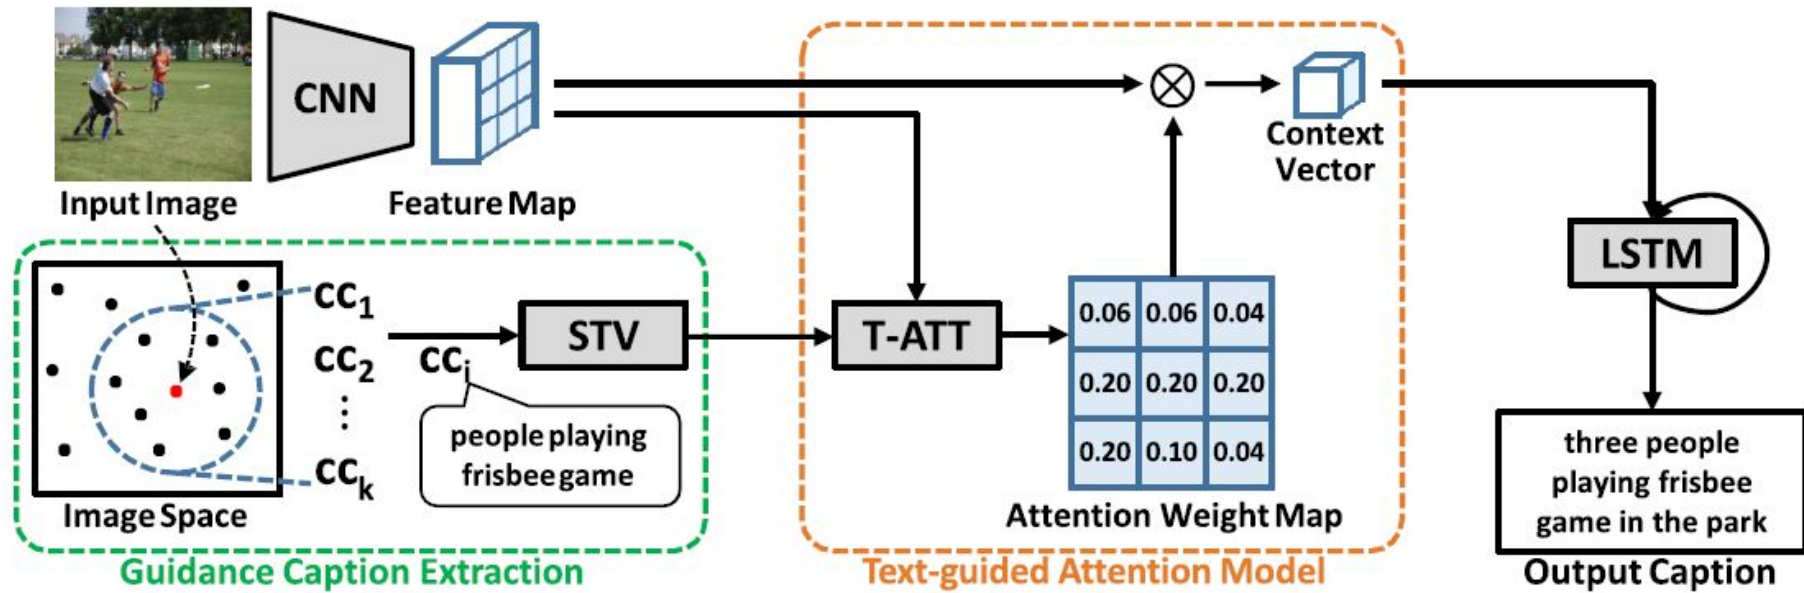 CNN
Input Image
Feature Map
Context
Vector
LSTM
cc1
cc2
⋮
cck
cci
STV
T-ATT
people playing
frisbee game
0.06 0.06 0.04
0.20 0.20 0.20
0.20 0.10 0.04
Image Space
Attention Weight Map
three people
playing frisbee
game in the park
Guidance Caption Extraction
Text-guided Attention Model
Output Caption